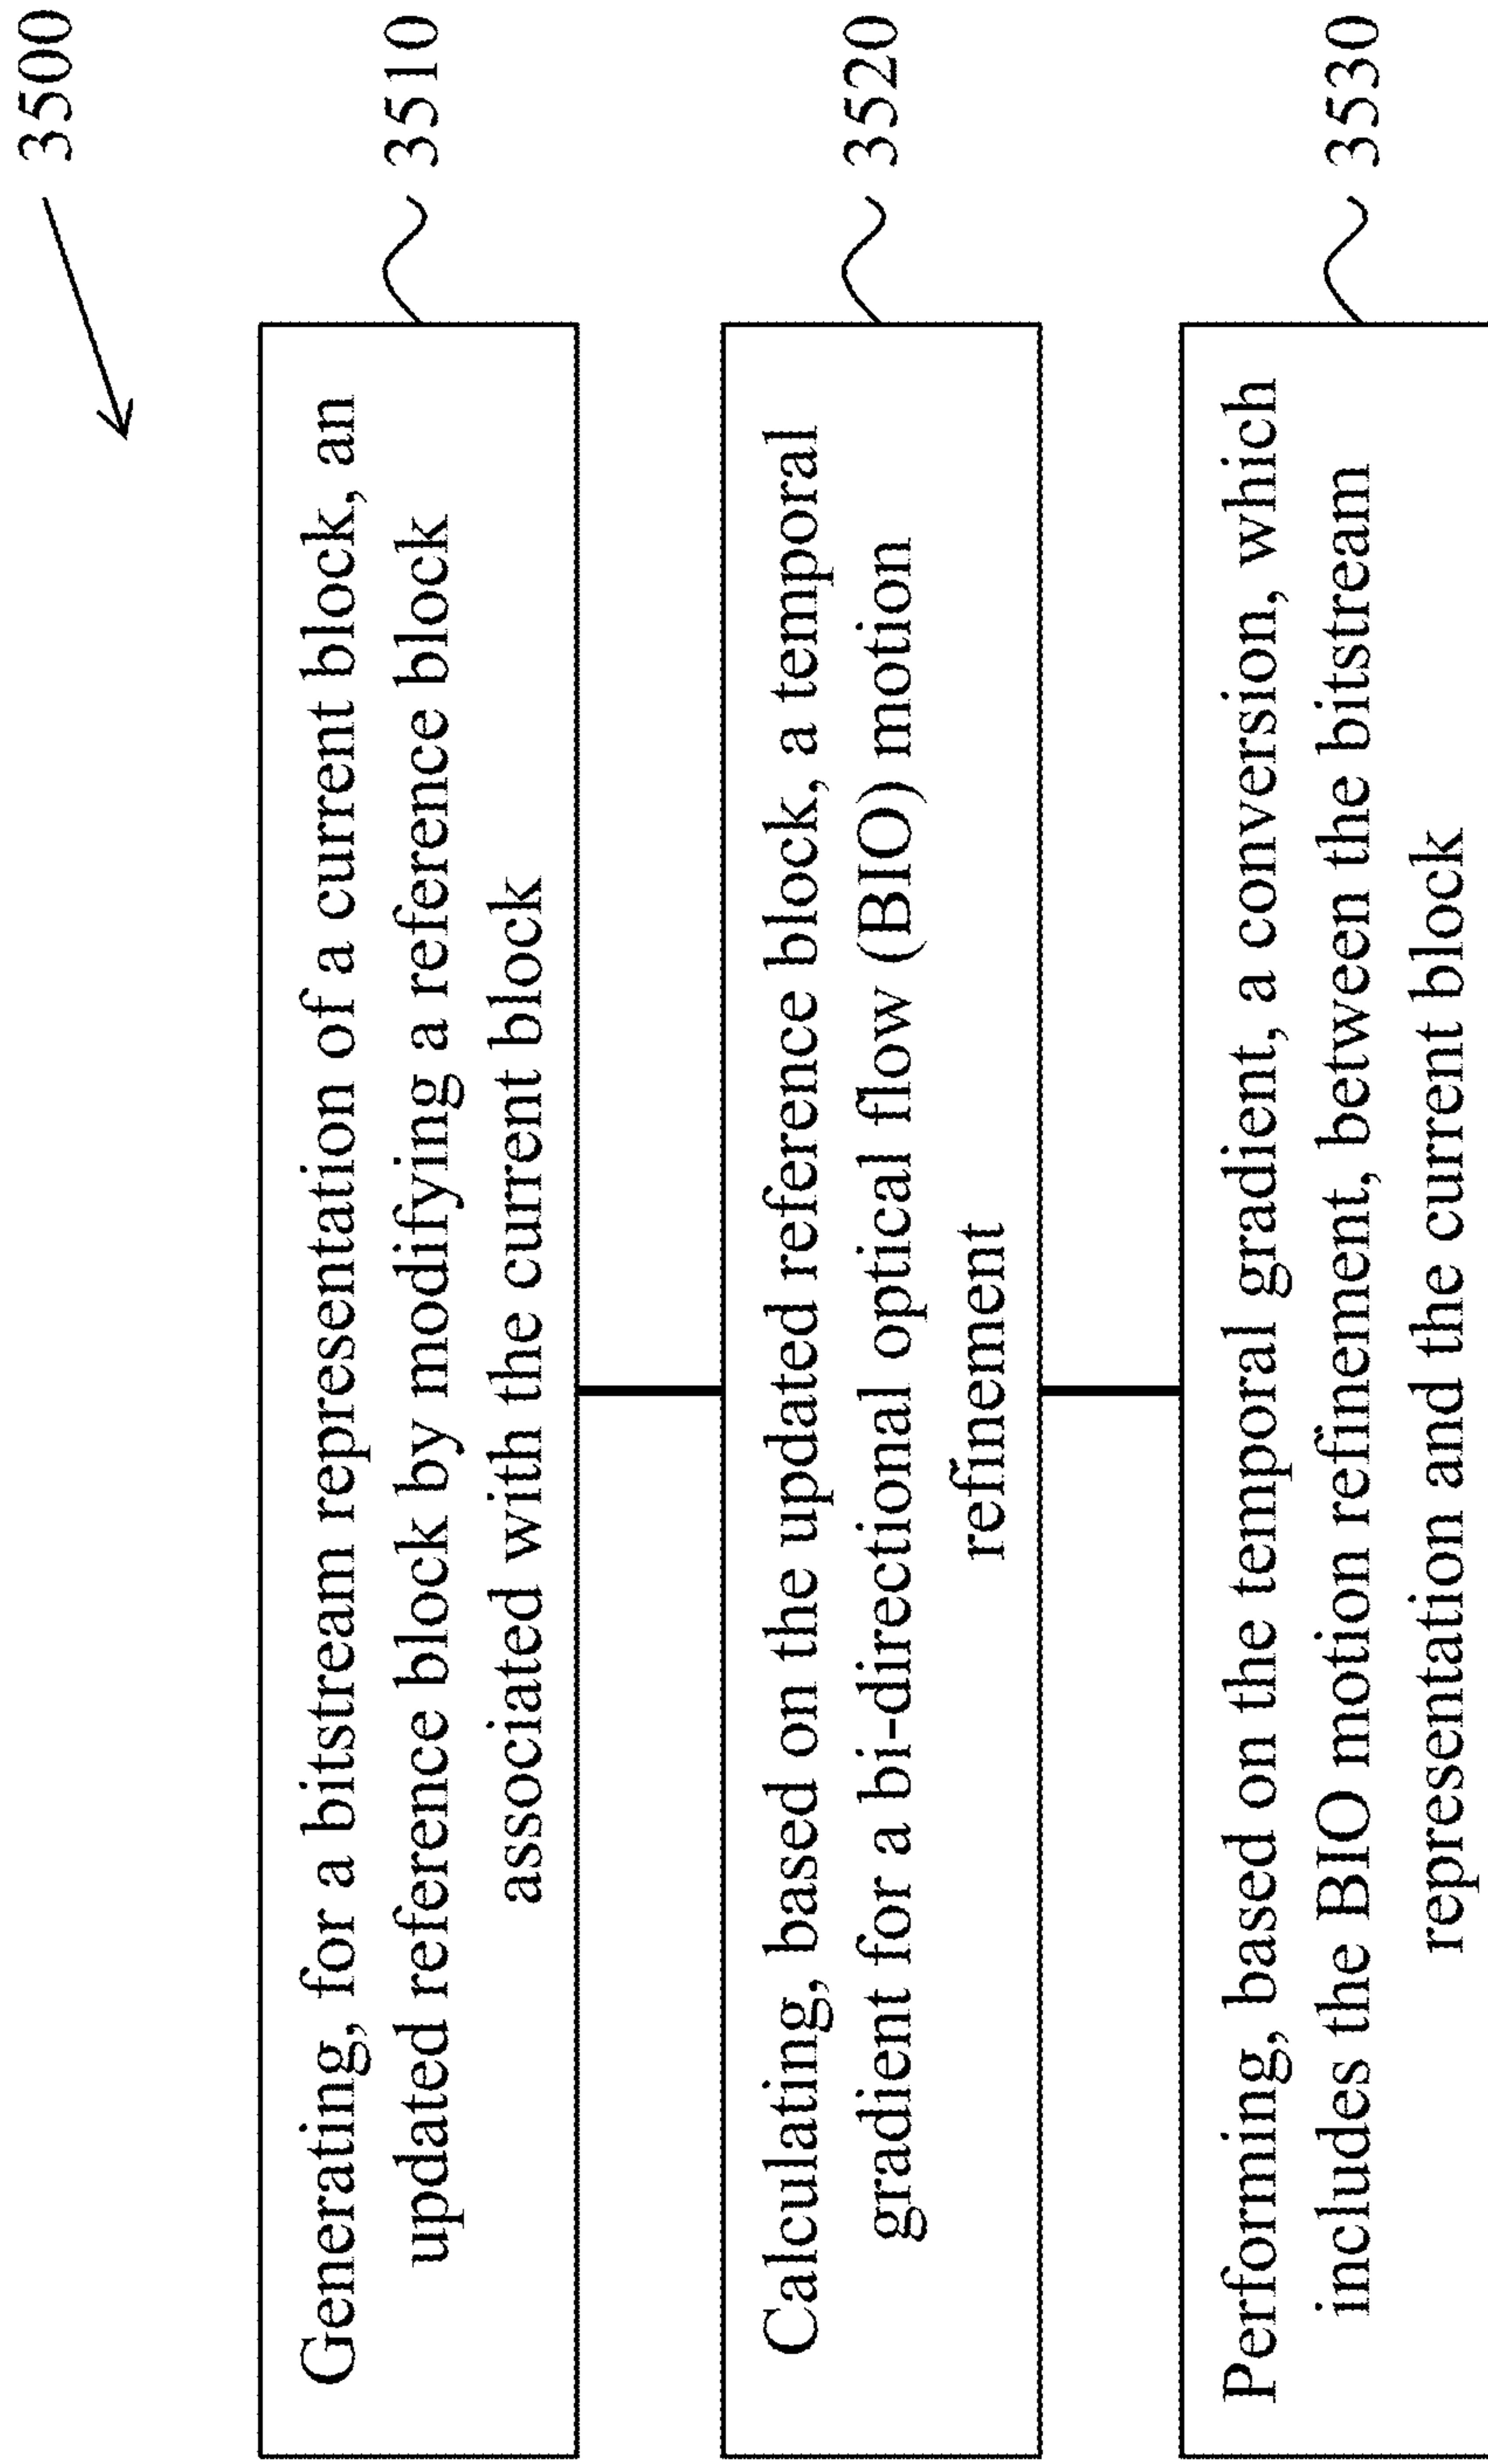 3500
Generating, for a bitstream representation of a current block, an
updated reference block by modifying a reference block
associated with the current block
3510
Calculating, based on the updated reference block, a temporal
gradient for a bi-directional optical flow (BIO) motion
refinement
3520
Performing, based on the temporal gradient, a conversion, which
includes the BIO motion refinement, between the bitstream
representation and the current block
3530